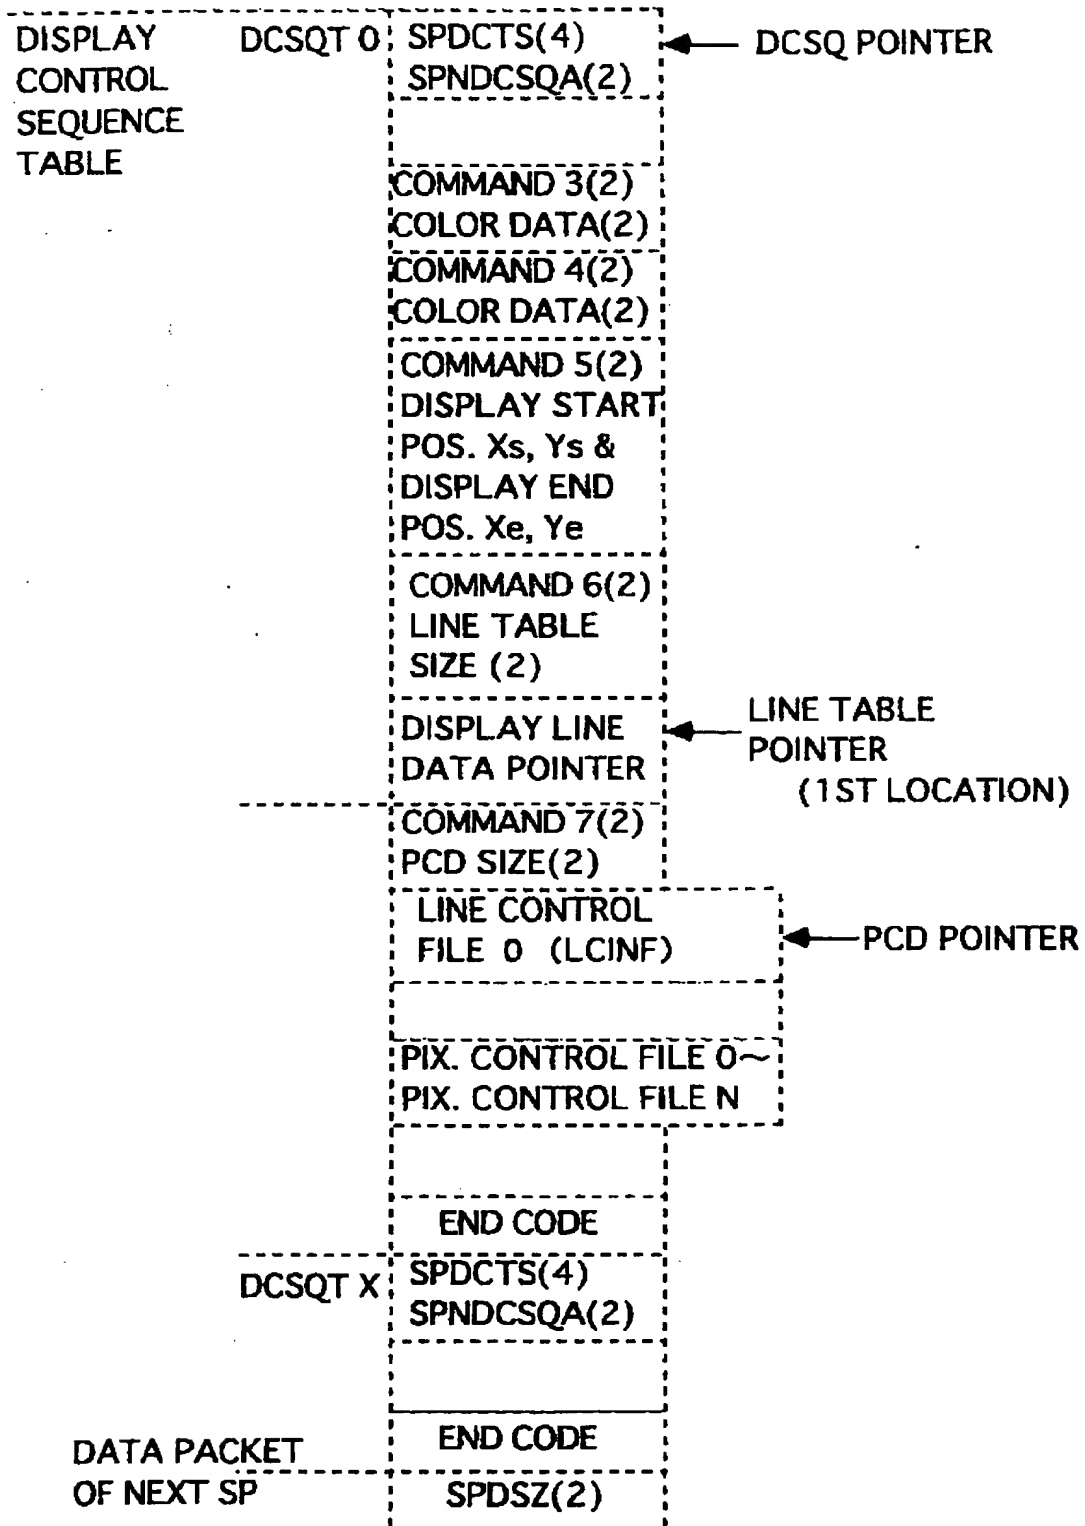 DISPLAY
CONTROL
SEQUENCE
TABLE
DCSQT 0
SPDCTS(4)
SPNDCSQA(2)
DCSQ POINTER
COMMAND 3(2)
COLOR DATA(2)
COMMAND 4(2)
COLOR DATA(2)
COMMAND 5(2)
DISPLAY START
POS. Xs, Ys &
DISPLAY END
POS. Xe, Ye
COMMAND 6(2)
LINE TABLE
SIZE (2)
DISPLAY LINE
DATA POINTER
LINE TABLE
POINTER
(1ST LOCATION)
COMMAND 7(2)
PCD SIZE(2)
LINE CONTROL
FILE 0 (LCINF)
PCD POINTER
PIX. CONTROL FILE 0~
PIX. CONTROL FILE N
END CODE
DCSQT X
SPDCTS(4)
SPNDCSQA(2)
END CODE
DATA PACKET
OF NEXT SP
SPDSZ(2)